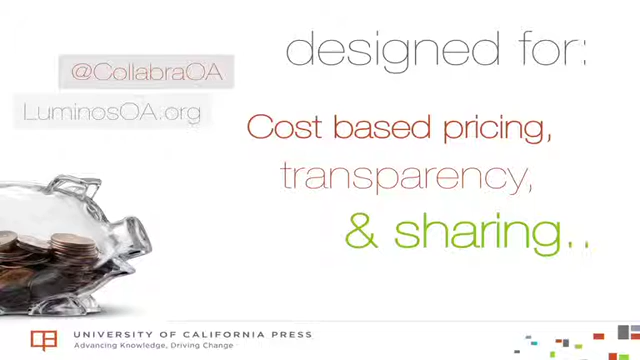 designed for:
@CollabraOA
LuminosOA.org
Cost based pricing,
transparency,
& sharing..
UNIVERSITY OF CALIFORNIA PRESS
Advancing Knowledge, Driving Change